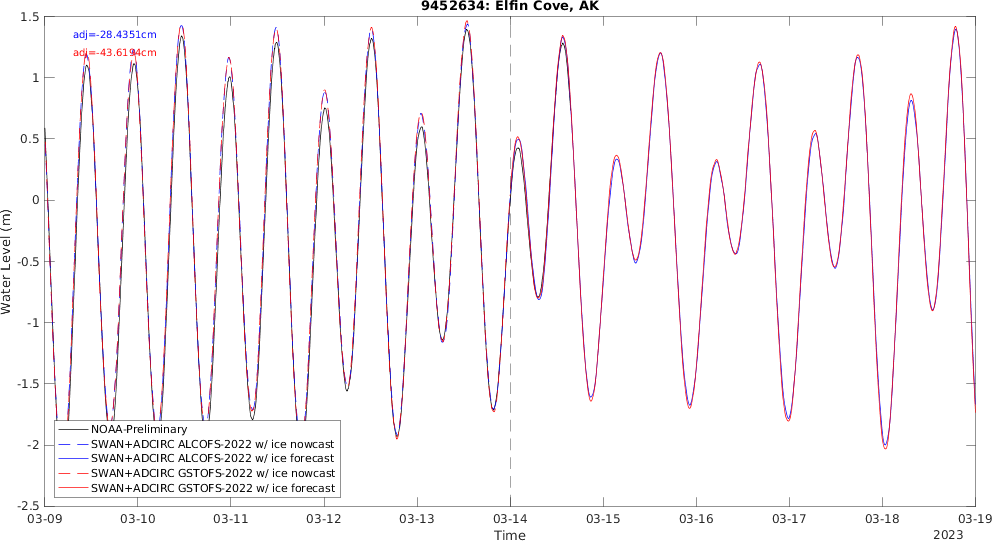 9452634: Elfin Cove, AK
adj=-28.4351cm
adj=-43.6194cm
1.5
1
0.5
0
-0.5
-1
-1.5
-2
-2.5
Water Level (m)
NOAA-Preliminary
SWAN+ADCIRC ALCOFS-2022 w/ ice nowcast
SWAN+ADCIRC ALCOFS-2022 w/ ice forecast
SWAN+ADCIRC GSTOFS-2022 w/ ice nowcast
SWAN+ADCIRC GSTOFS-2022 w/ ice forecast
03-09 03-10 03-11 03-12 03-13 03-14 03-15 03-16 03-17 03-18 03-19
Time
2023